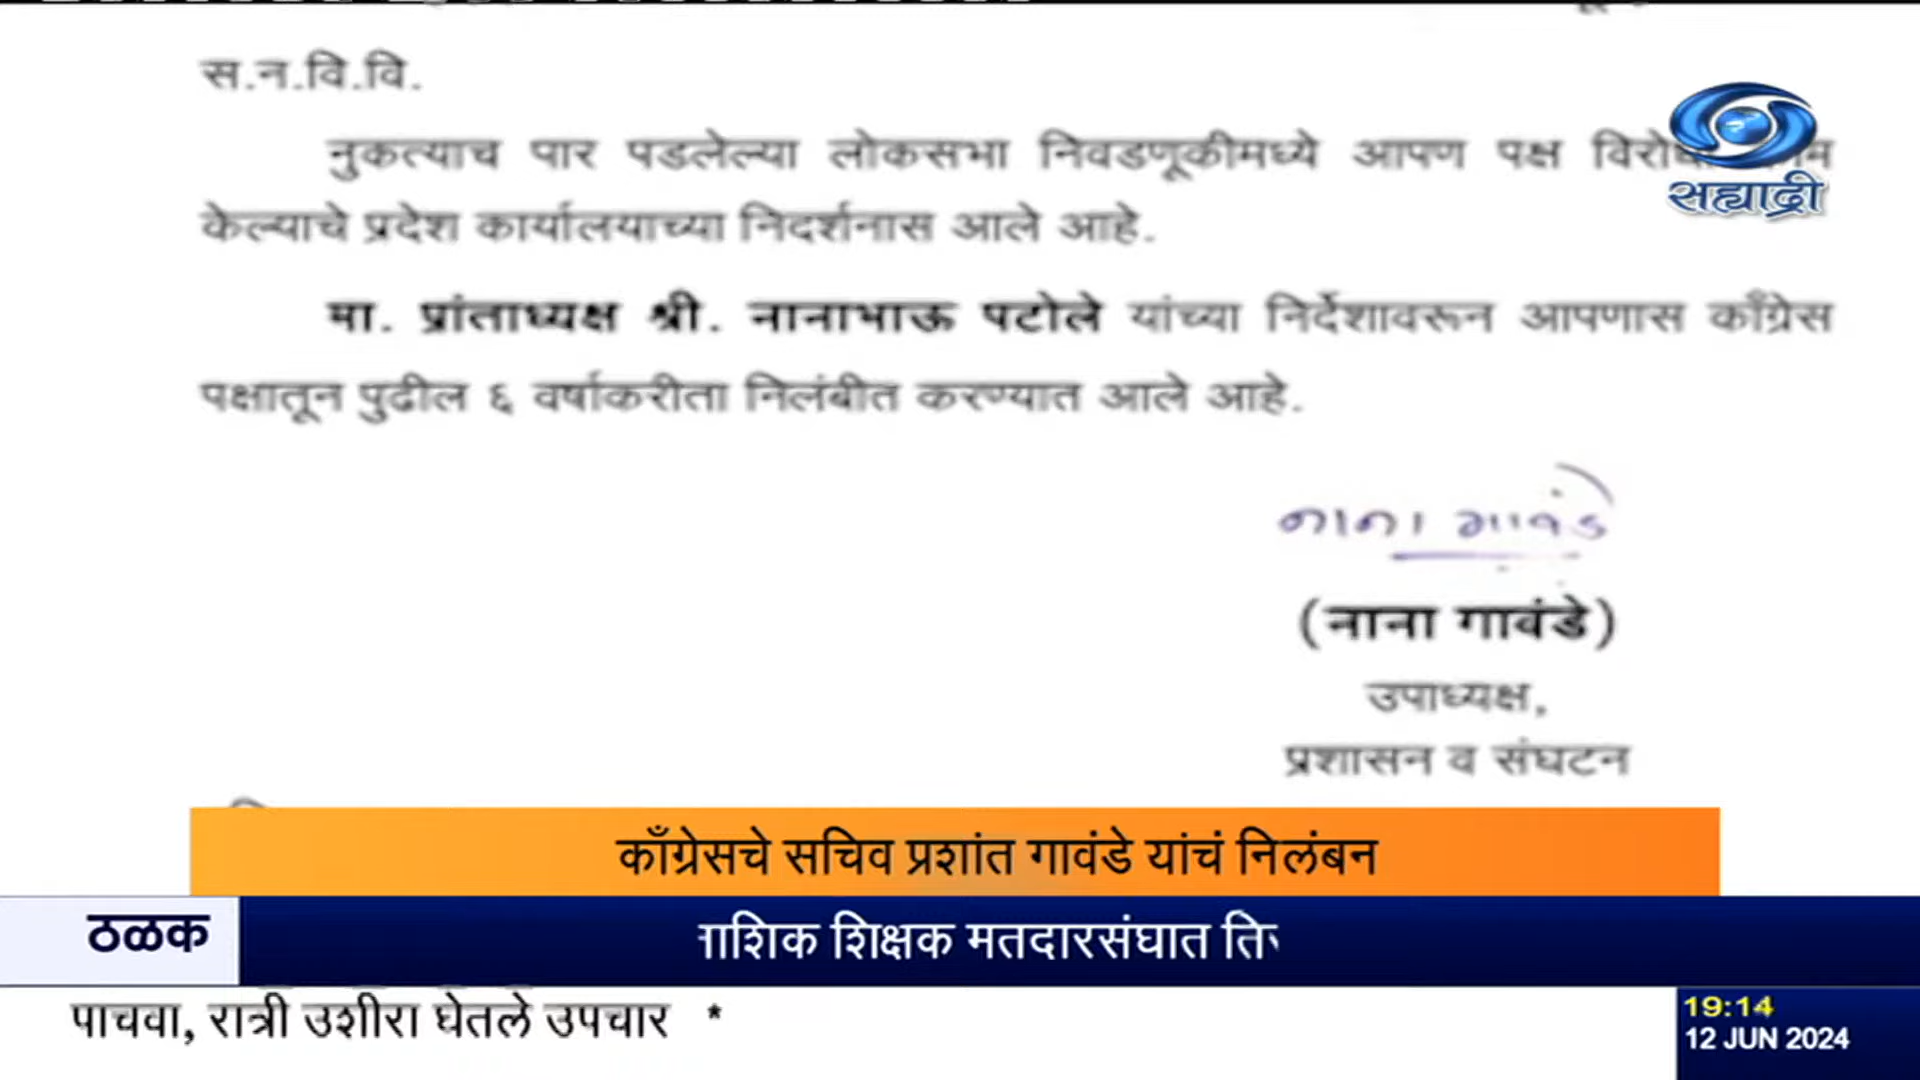 स.न.वि.वि.
नुकत्याच पार पडलेल्या लोकसभा निवडणूकीमध्ये आपण पक्ष
केल्याचे प्रदेश कार्यालयाच्या निदर्शनास आले आहे.
मा. प्रांताध्यक्ष श्री. नानाभाऊ पटोले यांच्या निर्देशावरून आपणास काँग्रेस
पक्षातून पुढील ६ वर्षाकरीता निलंबीत करण्यात आले आहे.
सह्याद्री
नाना गावंडे
(नाना गावंडे)
उपाध्यक्ष,
प्रशासन व संघटन
काँग्रेसचे सचिव प्रशांत गावंडे यांचं निलंबन
ठळक
शिक्षक मतदारसंघात
पाचवा, रात्री उशीरा घेतले उपचार *
19:14
12 JUN 2024